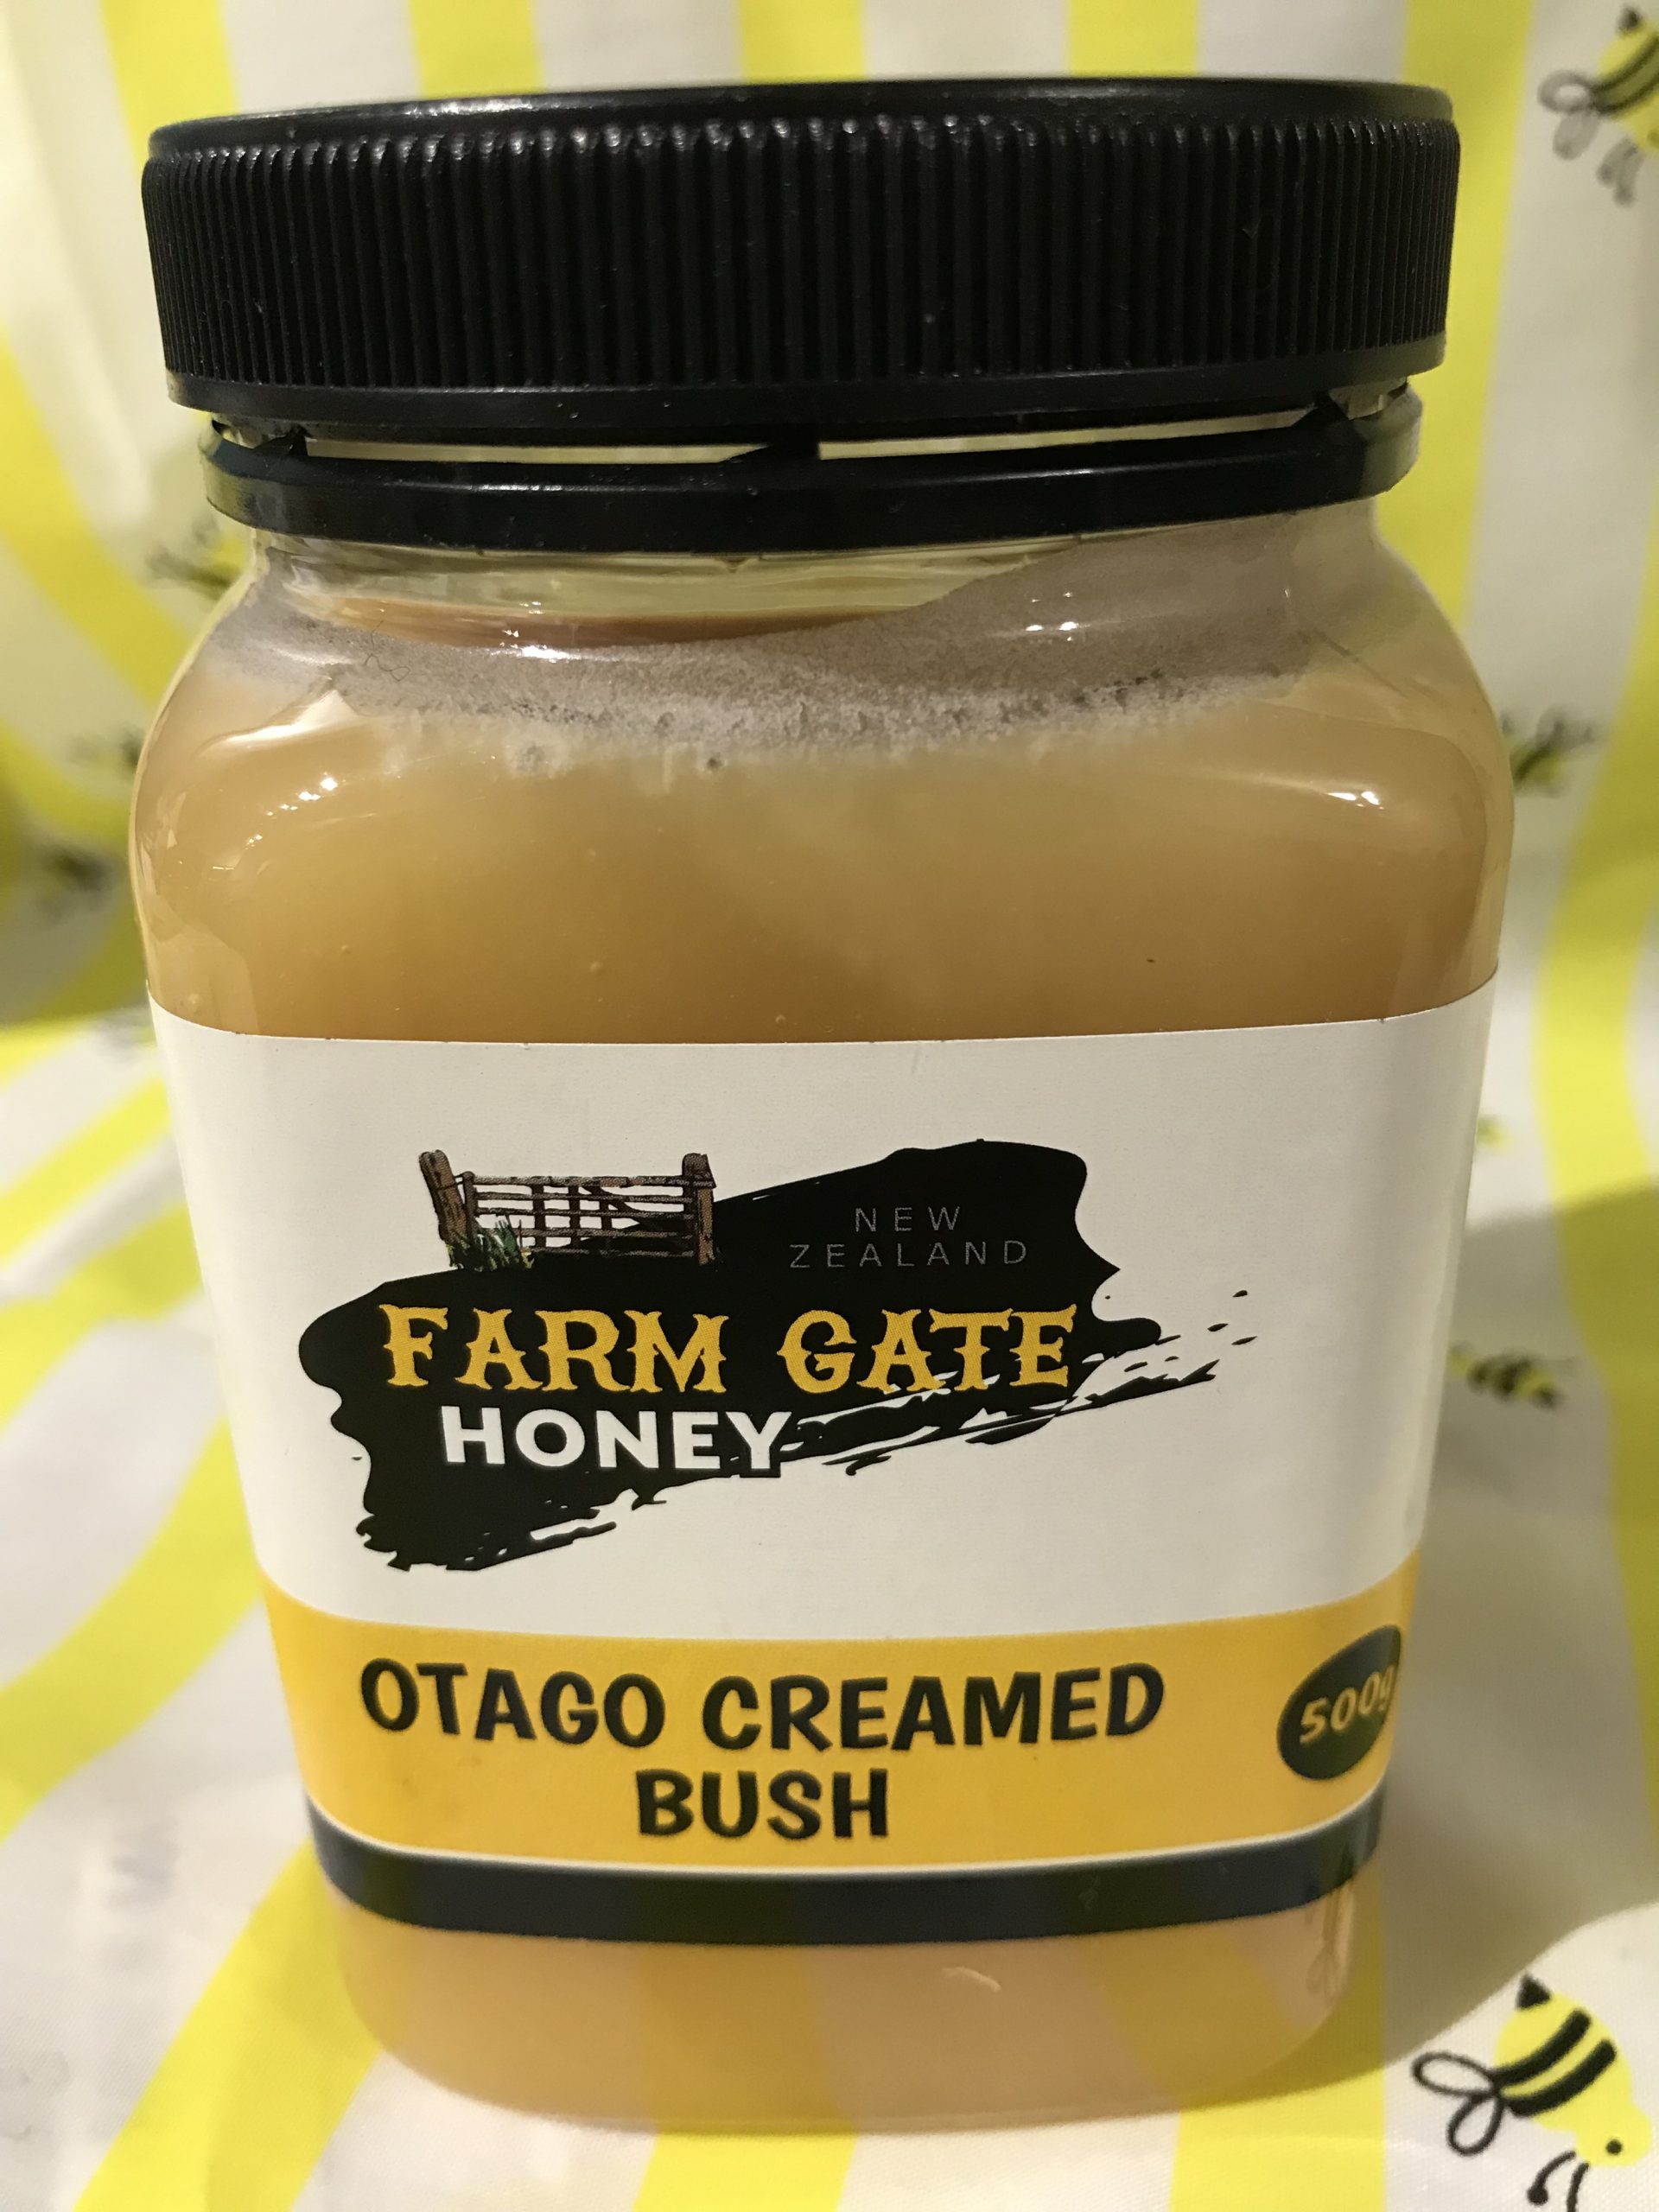 NEW
ZEALAND
FARM GATE
HONEY
OTAGO CREAMED
BUSH
500g